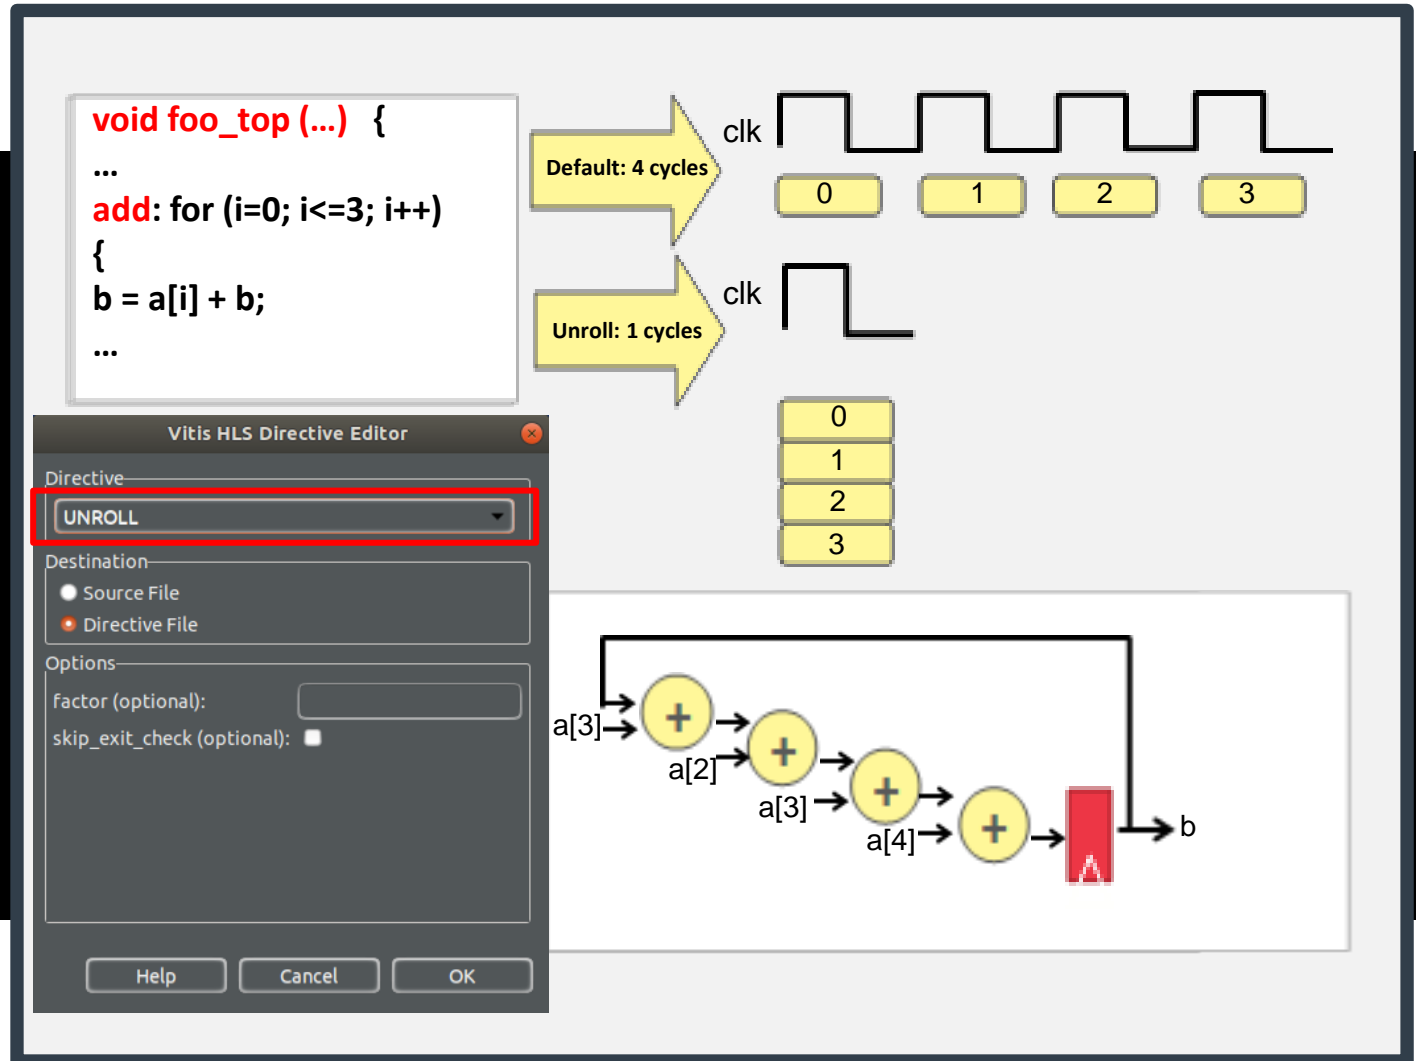 void foo_top (...) {
...
add: for (i=0; i<=3; i++)
{
b = a[i] + b;
...
Default: 4 cycles
clk
0 1 2 3
Unroll: 1 cycles
clk
0
1
2
3
Vitis HLS Directive Editor
Directive
UNROLL
Destination
Source File
Directive File
Options
factor (optional):
skip_exit_check (optional):
Help Cancel OK
+
a[3]
+
a[2]
+
a[3]
+
a[4]
b